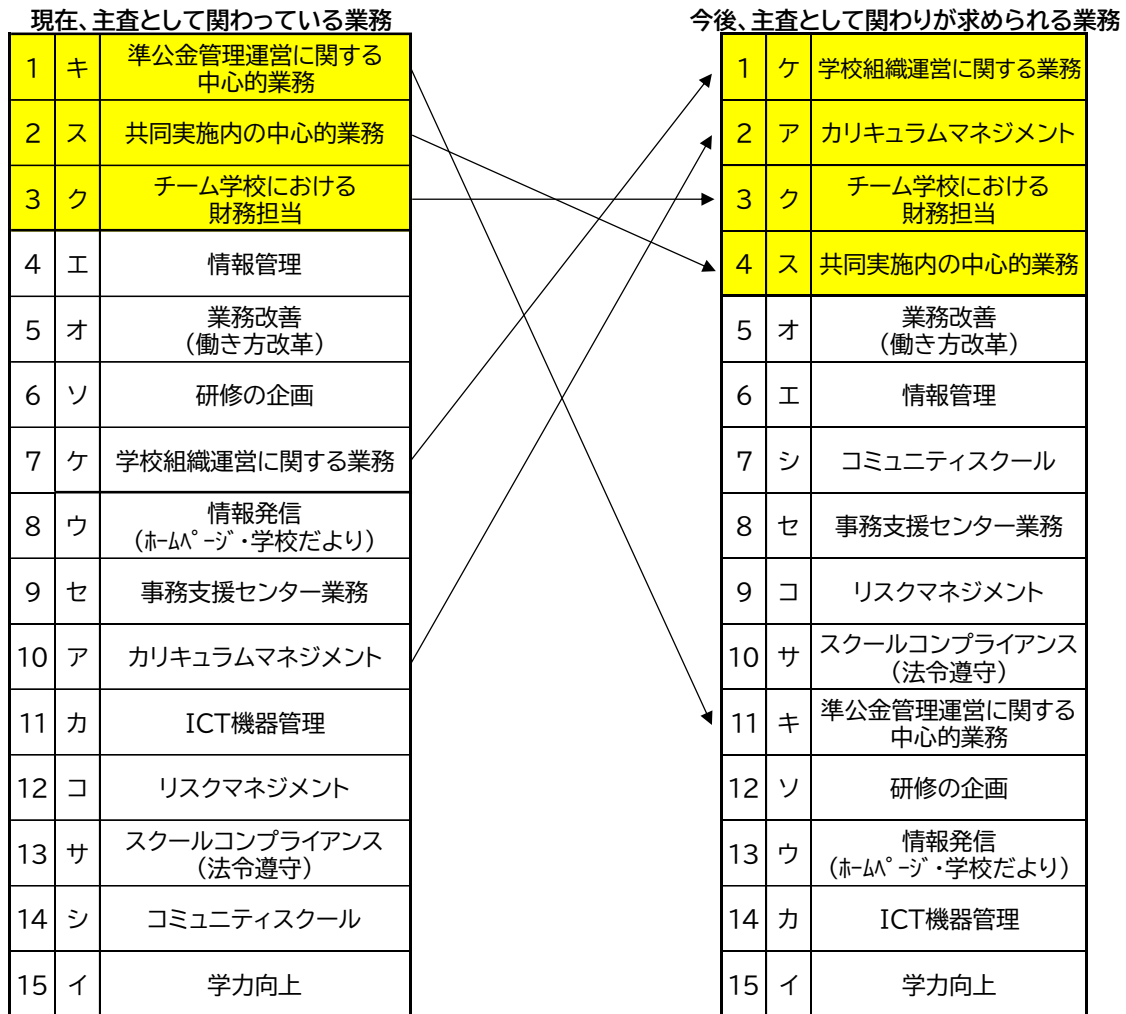 現在、主査として関わっている業務
1 キ 準公金管理運営に関する
中心的業務
2 ス 共同実施内の中心的業務
3 ク チーム学校における
財務担当
4 エ 情報管理
5 オ 業務改善
(働き方改革)
6 ソ 研修の企画
7 ケ 学校組織運営に関する業務
8 ウ 情報発信
(ﾎｰﾑﾍﾟｰｼﾞ・学校だより)
9 セ 事務支援センター業務
10 ア カリキュラムマネジメント
11 カ ICT機器管理
12 コ リスクマネジメント
13 サ スクールコンプライアンス
(法令遵守)
14 シ コミュニティスクール
15 イ 学力向上
今後、主査として関わりが求められる業務
1 ケ 学校組織運営に関する業務
2 ア カリキュラムマネジメント
3 ク チーム学校における
財務担当
4 ス 共同実施内の中心的業務
5 オ 業務改善
(働き方改革)
6 エ 情報管理
7 シ コミュニティスクール
8 セ 事務支援センター業務
9 コ リスクマネジメント
10 サ スクールコンプライアンス
(法令遵守)
11 キ 準公金管理運営に関する
中心的業務
12 ソ 研修の企画
13 ウ 情報発信
(ﾎｰﾑﾍﾟｰｼﾞ・学校だより)
14 カ ICT機器管理
15 イ 学力向上